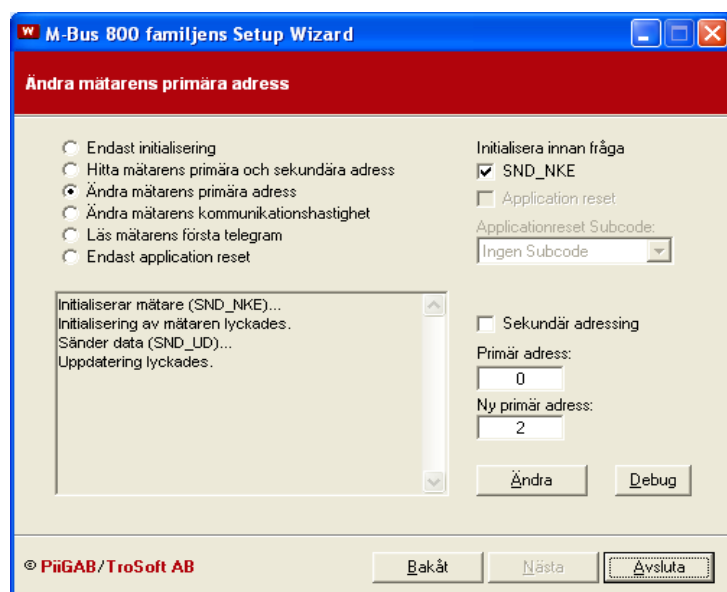 M-Bus 800 familjens Setup Wizard
Ändra mätarens primära adress
Endast initialisering
Hitta mätarens primära och sekundära adress
Ändra mätarens primära adress
Ändra mätarens kommunikationshastighet
Läs mätarens första telegram
Endast application reset
Initialisera innan fråga
SND_NKE
Application reset
Applicationreset Subcode:
Ingen Subcode
Initialiserar mätare (SND_NKE)...
Initialisering av mätaren lyckades.
Sänder data (SND_UD)...
Uppdatering lyckades.
Sekundär adressing
Primär adress:
0
Ny primär adress:
2
Ändra
Debug
© PiiGAB/TroSoft AB
Bakåt
Nästa
Avsluta